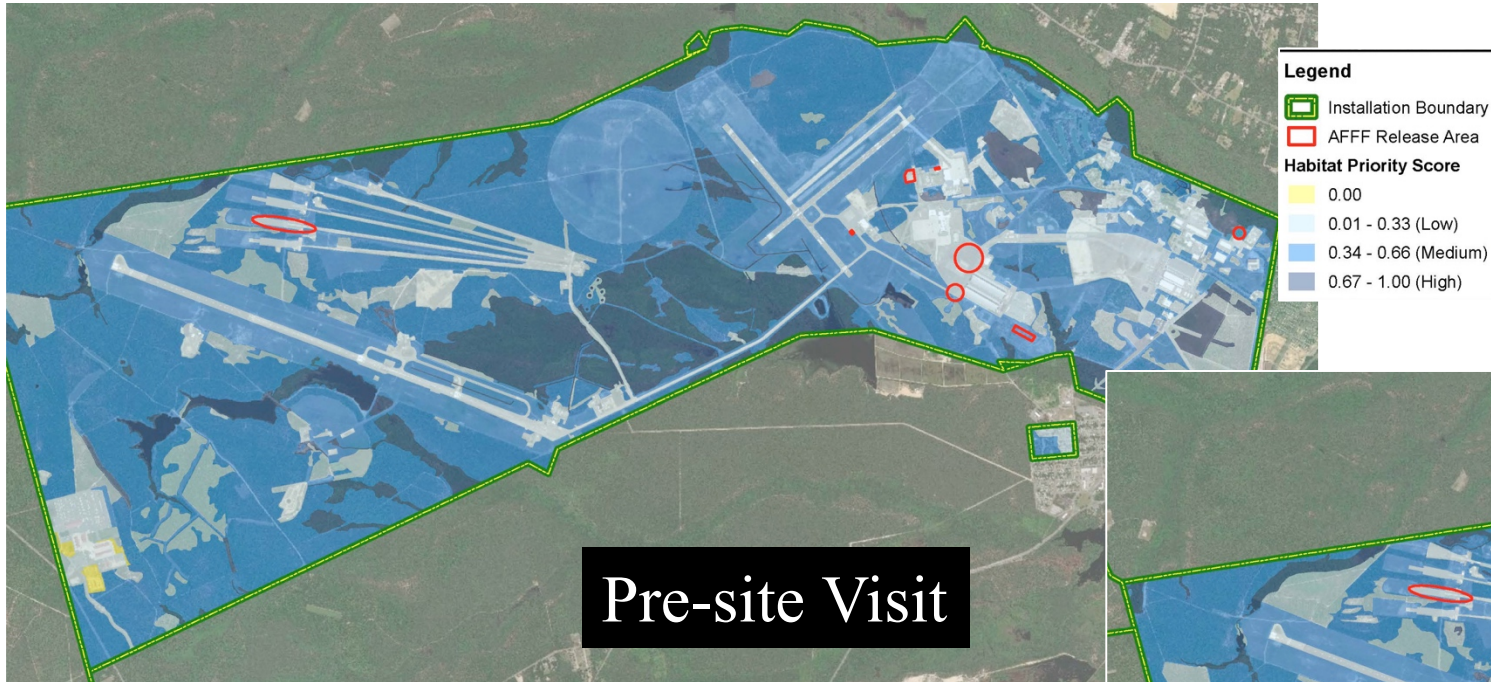 Legend
Installation Boundary
AFFF Release Area
Habitat Priority Score
0.00
0.01 - 0.33 (Low)
0.34 - 0.66 (Medium)
0.67 - 1.00 (High)
Pre-site Visit